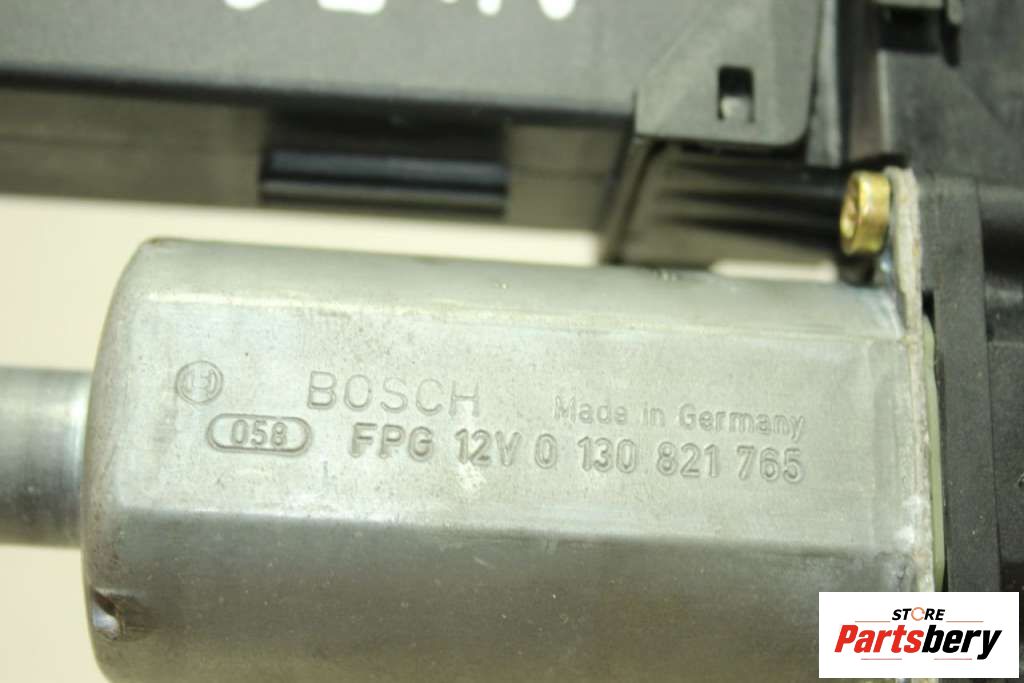 BOSCH Made in Germany
058 FPG 12V 0 130 821 765
STORE
Partsbery